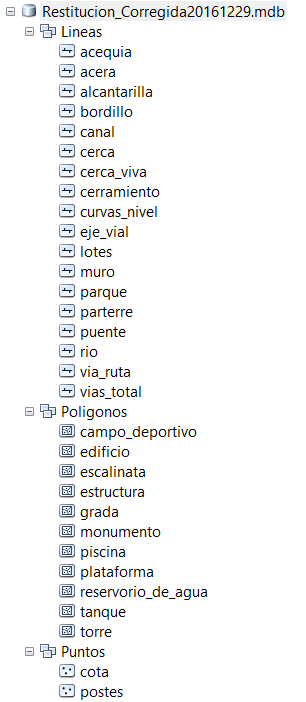 Restitucion_Corregida20161229.mdb
Lineas
acequia
acera
alcantarilla
bordillo
canal
cerca
cerca_viva
cerramiento
curvas_nivel
eje_vial
lotes
muro
parque
parterre
puente
rio
via_ruta
vias_total
Poligonos
campo_deportivo
edificio
escalinata
estructura
grada
monumento
piscina
plataforma
reservorio_de_agua
tanque
torre
Puntos
cota
postes